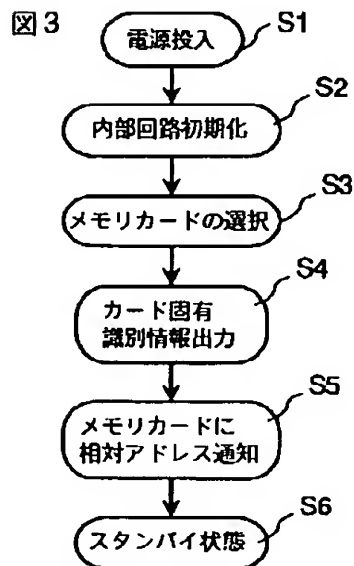 図3
電源投入
S1
内部回路初期化
S2
メモリカードの選択
S3
カード固有
識別情報出力
S4
メモリカードに
相対アドレス通知
S5
スタンバイ状態
S6